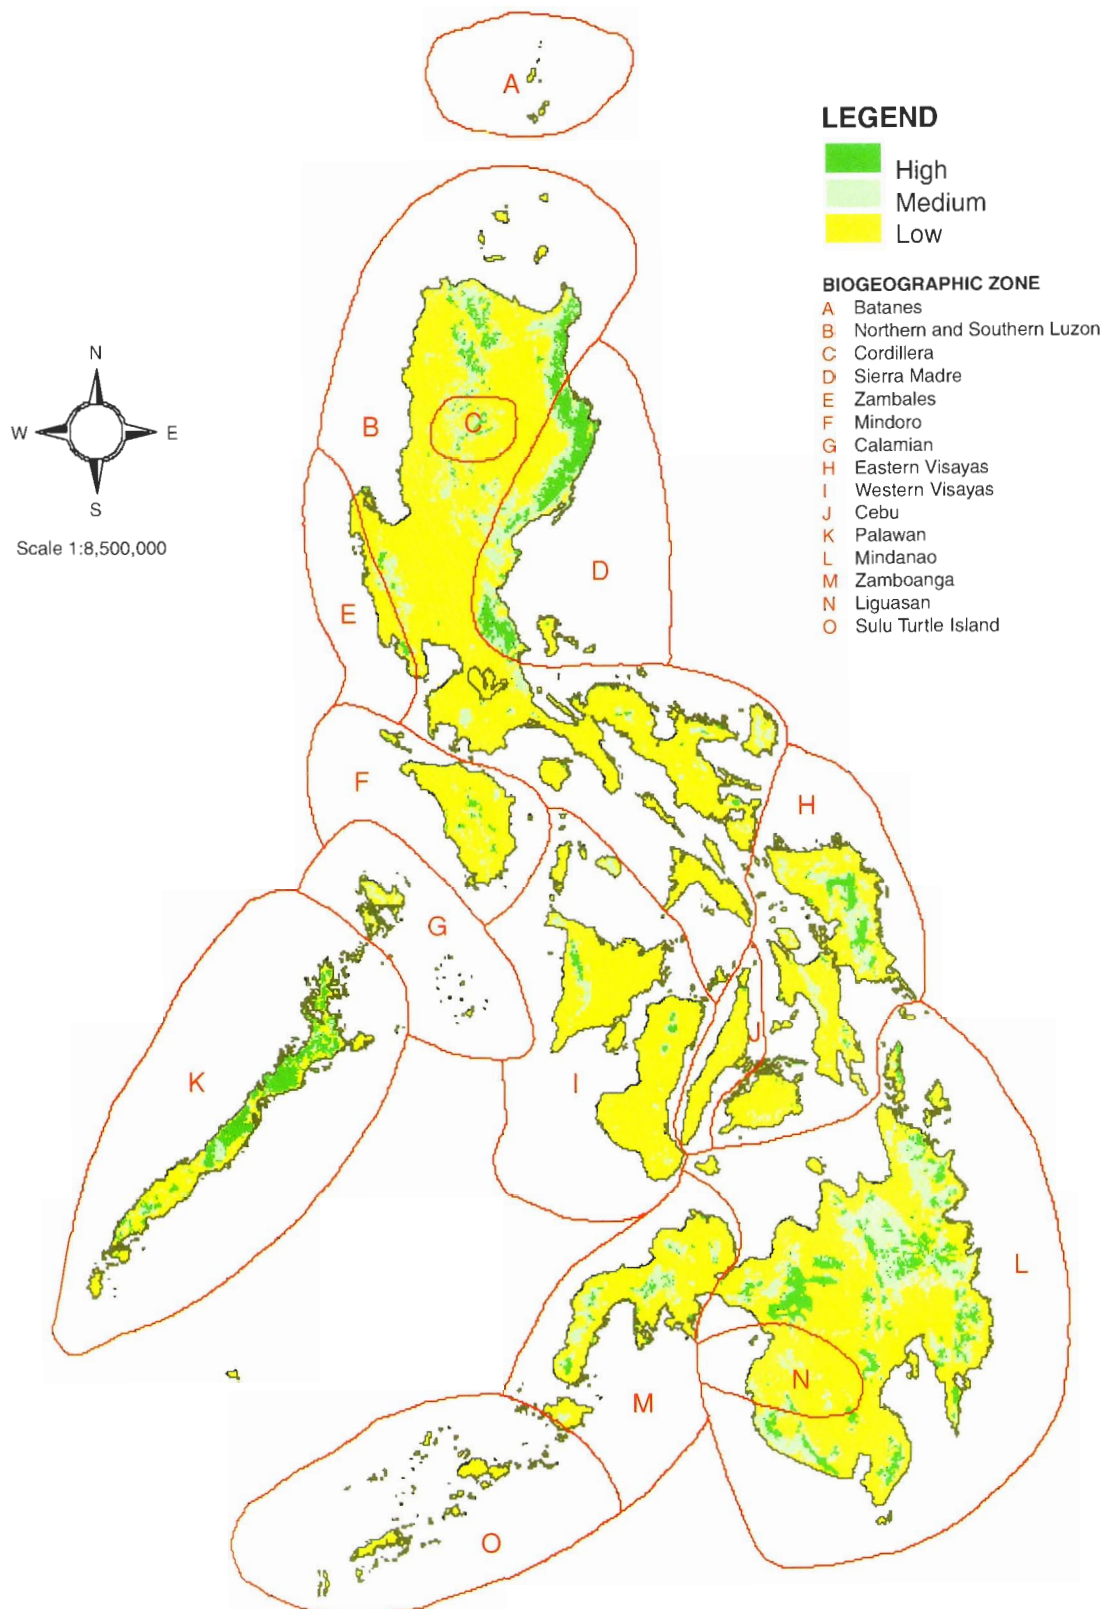 A
LEGEND
High
Medium
Low
BIOGEOGRAPHIC ZONE
A Batanes
B Northern and Southern Luzon
C Cordillera
D Sierra Madre
E Zambales
F Mindoro
G Calamian
H Eastern Visayas
I Western Visayas
J Cebu
K Palawan
L Mindanao
M Zamboanga
N Liguasan
O Sulu Turtle Island
N
W E
S
Scale 1:8,500,000
B
C
D
E
F
H
G
J
K
I
L
N
M
O